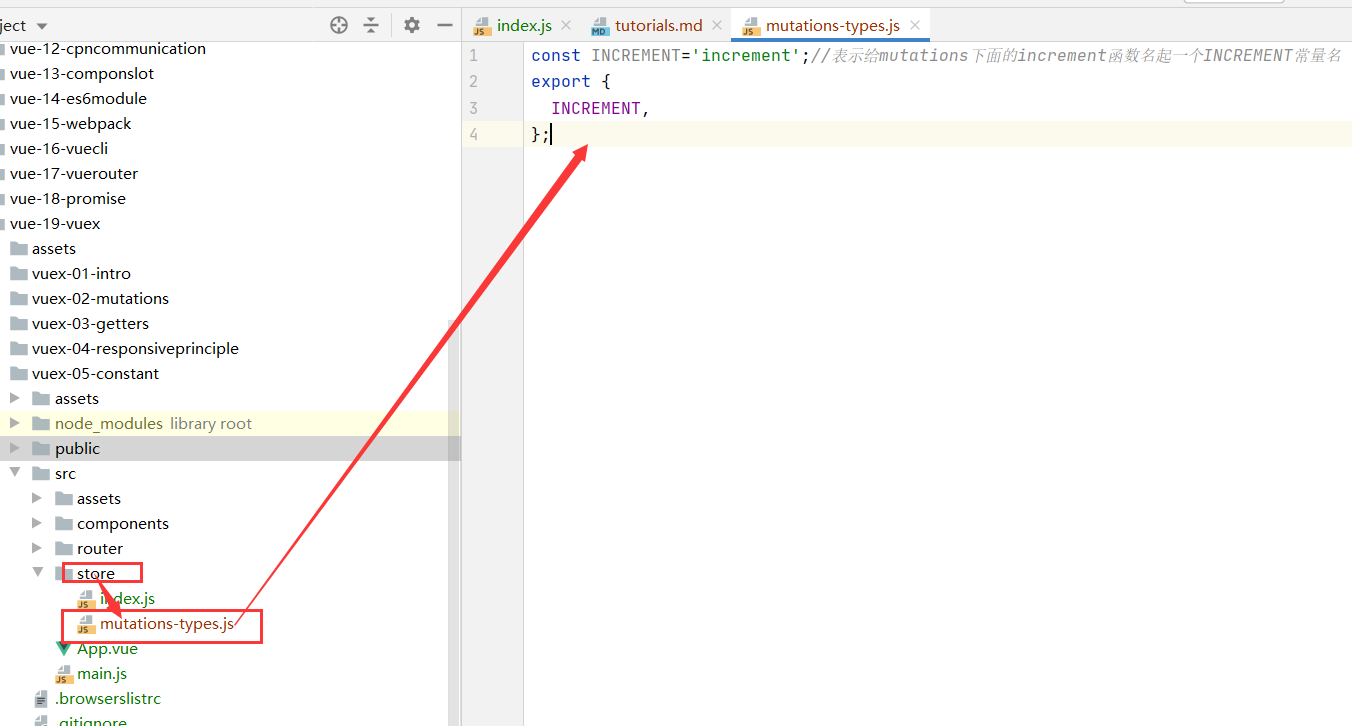 ject
index.js
tutorials.md
mutations-types.js
vue-12-cpncommunication
vue-13-componslot
vue-14-es6module
vue-15-webpack
vue-16-vuecli
vue-17-vuerouter
vue-18-promise
vue-19-vuex
assets
vuex-01-intro
vuex-02-mutations
vuex-03-getters
vuex-04-responsiveprinciple
vuex-05-constant
assets
node_modules library root
public
src
assets
components
router
store
index.js
mutations-types.js
App.vue
main.js
.browserslistrc
.gitignore
1 const INCREMENT='increment';//表示给mutations下面的increment函数名起一个INCREMENT常量名
2 export {
3 INCREMENT,
4 };